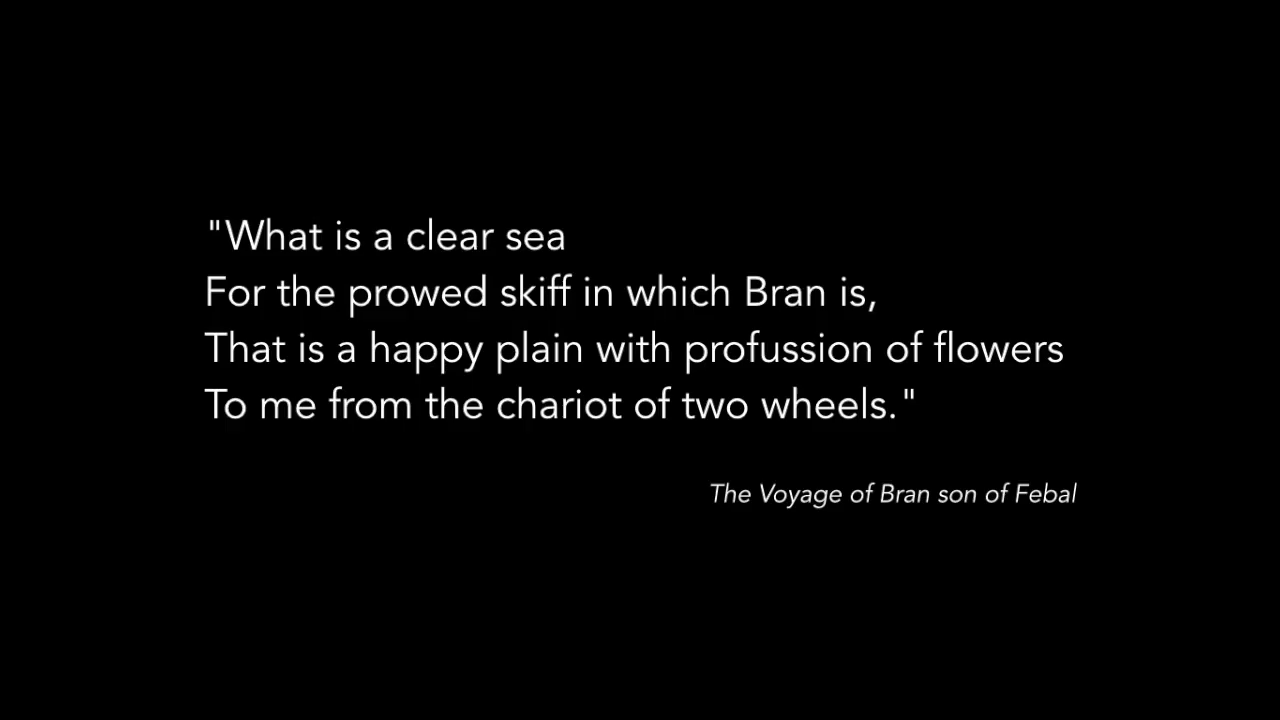 "What is a clear sea
For the prowed skiff in which Bran is,
That is a happy plain with profussion of flowers
To me from the chariot of two wheels."
The Voyage of Bran son of Febal